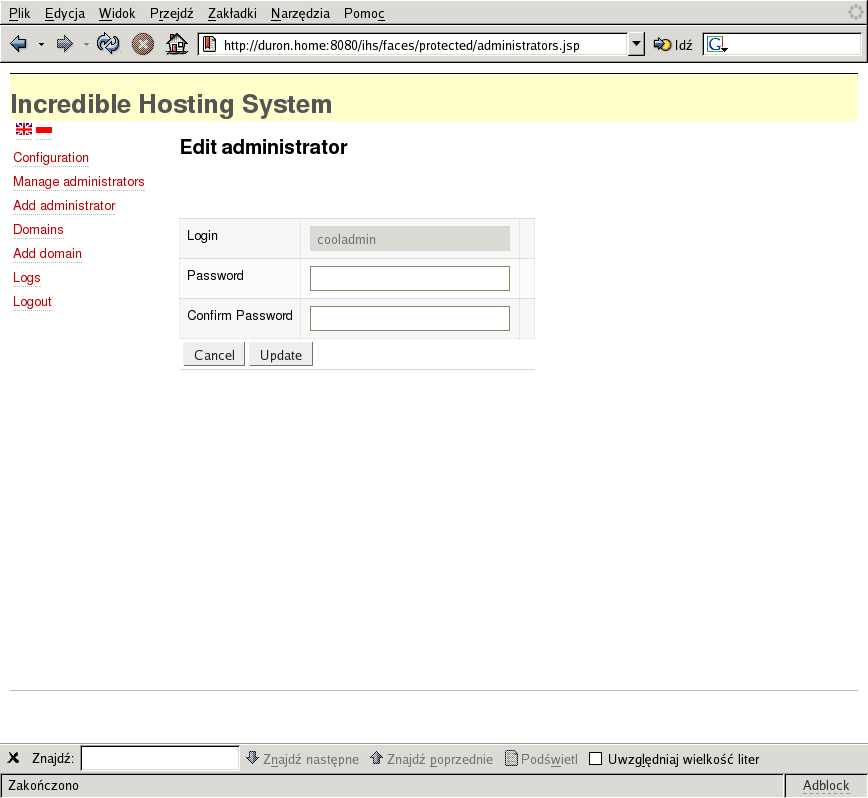 Plik Edycja Widok Przejdź Zakładki Narzędzia Pomoc
http://duron.home:8080/ihs/faces/protected/administrators.jsp Idź G
Incredible Hosting System
Edit administrator
Configuration
Manage administrators
Add administrator
Domains
Add domain
Logs
Logout
Login cooladmin
Password
Confirm Password
Cancel Update
Znajdź: Znajdź następne Znajdź poprzednie Podświetl Uwzględniaj wielkość liter
Zakończono Adblock